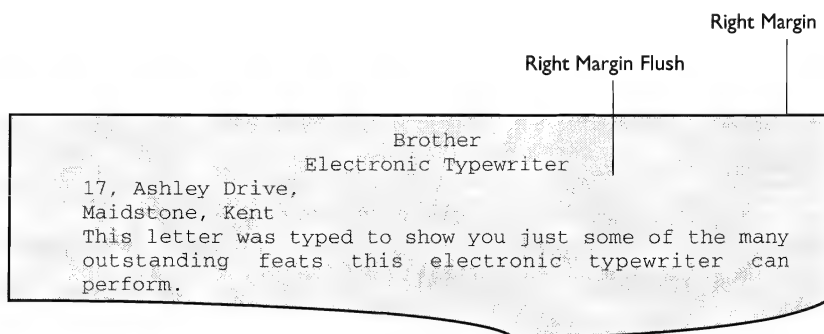 Right Margin
Right Margin Flush
Brother
Electronic Typewriter
17, Ashley Drive,
Maidstone, Kent
This letter was typed to show you just some of the many
outstanding feats this electronic typewriter can
perform.